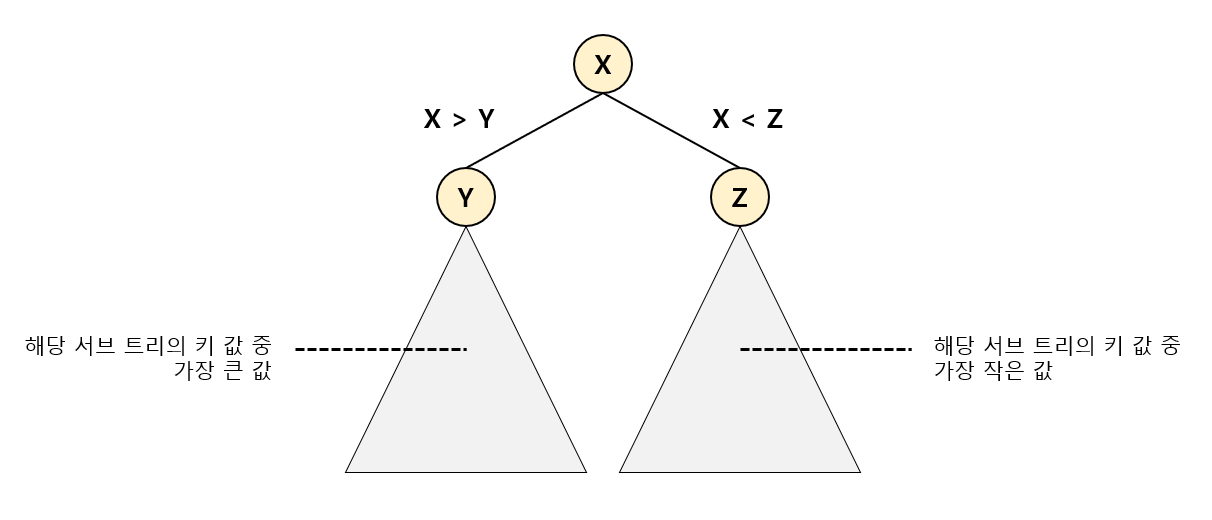 X
X > Y
X < Z
Y
Z
해당 서브 트리의 키 값 중
가장 큰 값
해당 서브 트리의 키 값 중
가장 작은 값